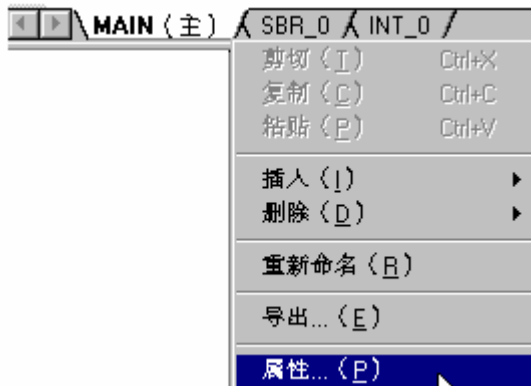 MAIN（主） SBR_0 INT_0
剪切（T） Ctrl+X
复制（C） Ctrl+C
粘贴（P） Ctrl+V
插入（I）
删除（D）
重新命名（R）
导出...（E）
属性...（P）